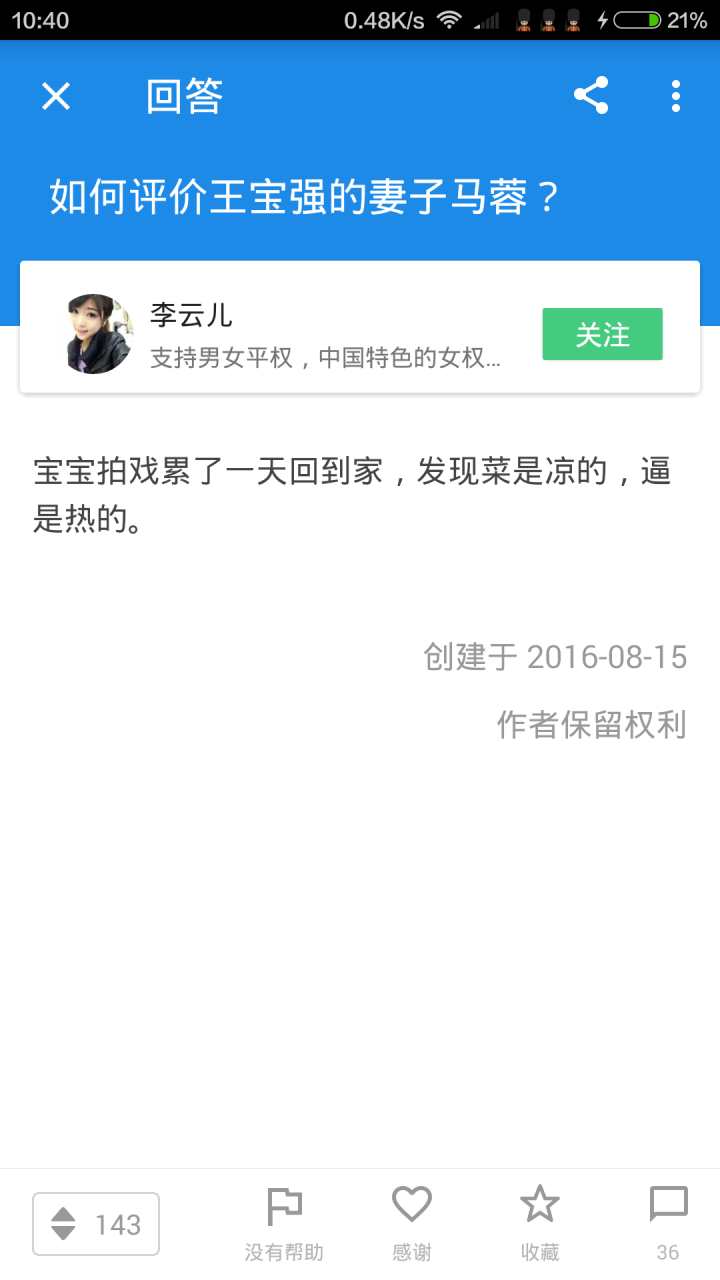 10:40 0.48K/s 21%
回答
如何评价王宝强的妻子马蓉？
李云儿
支持男女平权，中国特色的女权...
关注
宝宝拍戏累了一天回到家，发现菜是凉的，逼
是热的。
创建于 2016-08-15
作者保留权利
143 没有帮助 感谢 收藏 36